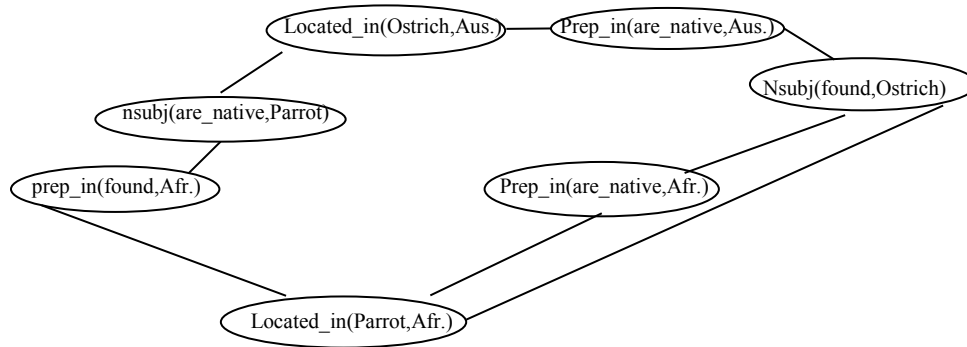 Located_in(Ostrich,Aus.) Prep_in(are_native,Aus.)
Nsubj(found,Ostrich)
nsubj(are_native,Parrot)
prep_in(found,Afr.) Prep_in(are_native,Afr.)
Located_in(Parrot,Afr.)